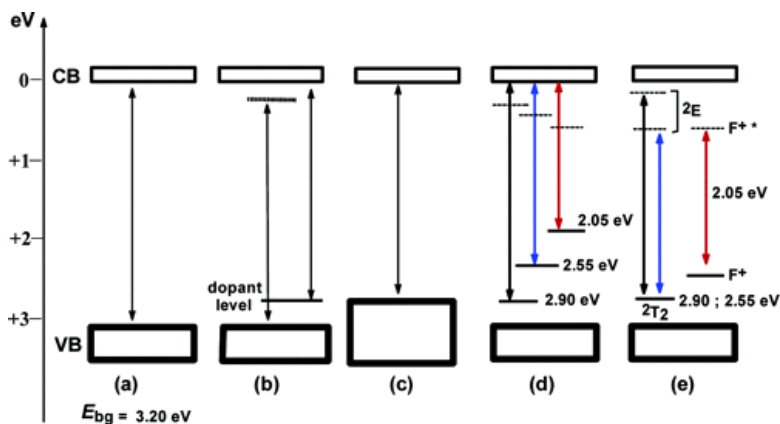 eV
CB
0
+1
+2
+3
VB
dopant
level
2.05 eV
2.55 eV
2.90 eV
2E
F+ *
2.05 eV
F+
2T2
2.90 ; 2.55 eV
(a)
(b)
(c)
(d)
(e)
Ebg = 3.20 eV